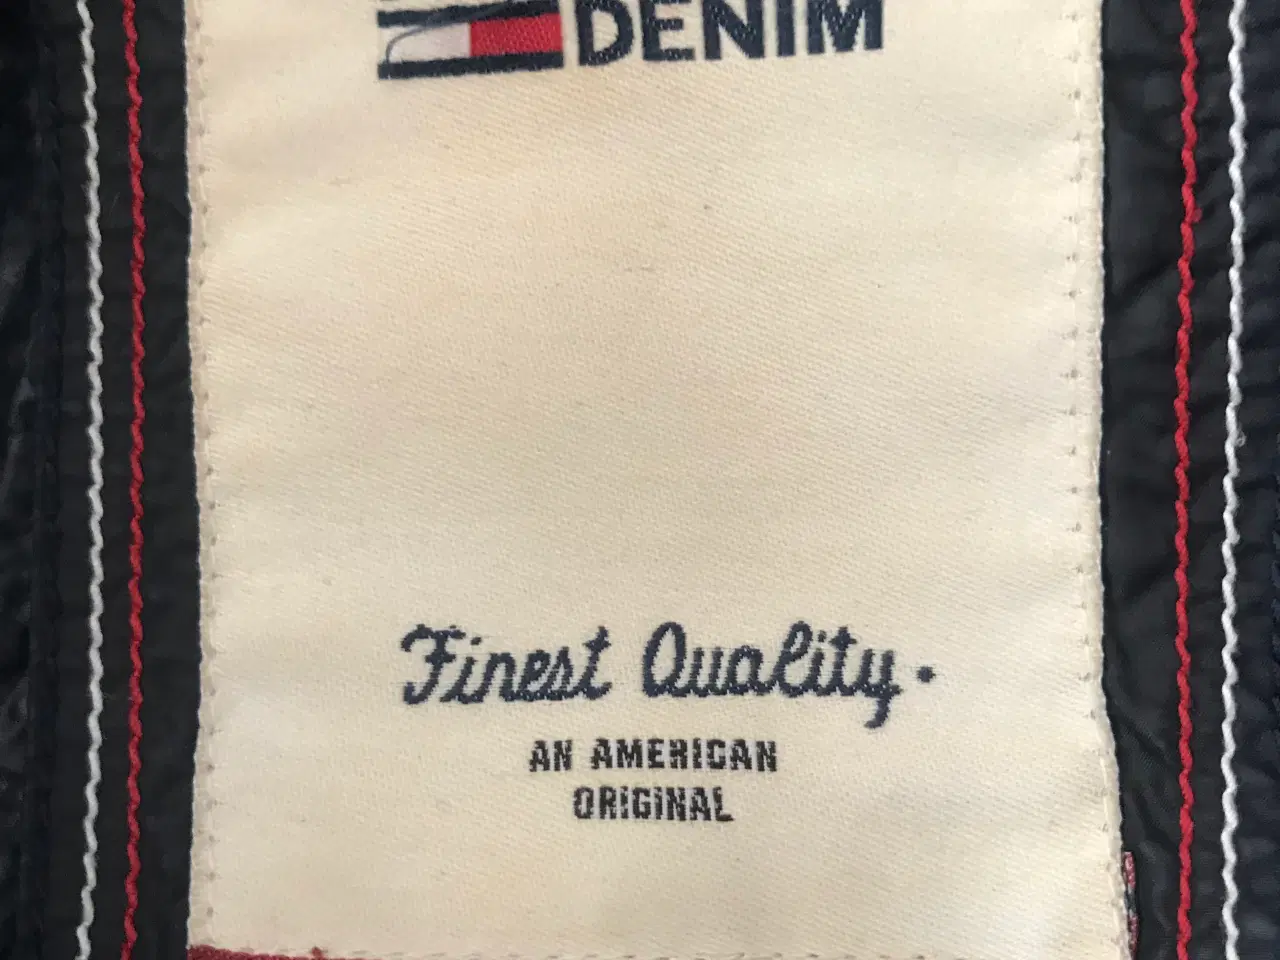 DENIM
Finest Quality.
AN AMERICAN
ORIGINAL